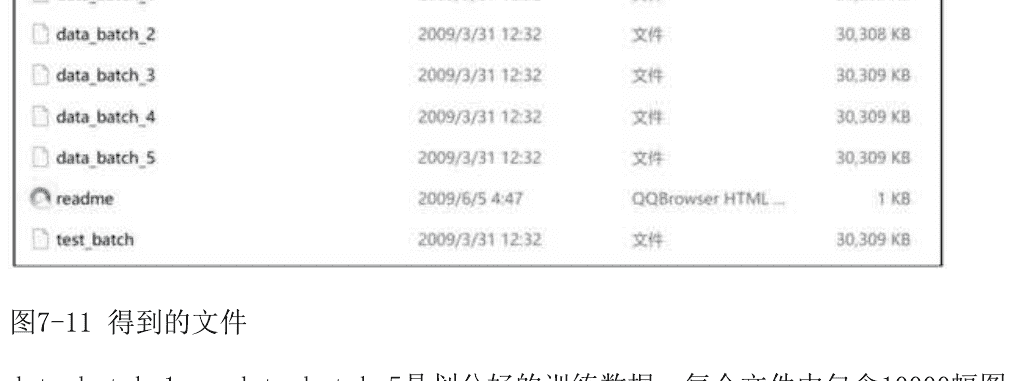 data_batch_2 2009/3/31 12:32 文件 30,308 KB
data_batch_3 2009/3/31 12:32 文件 30,309 KB
data_batch_4 2009/3/31 12:32 文件 30,309 KB
data_batch_5 2009/3/31 12:32 文件 30,309 KB
readme 2009/6/5 4:47 QQBrowser HTML ... 1 KB
test_batch 2009/3/31 12:32 文件 30,309 KB
图7-11 得到的文件